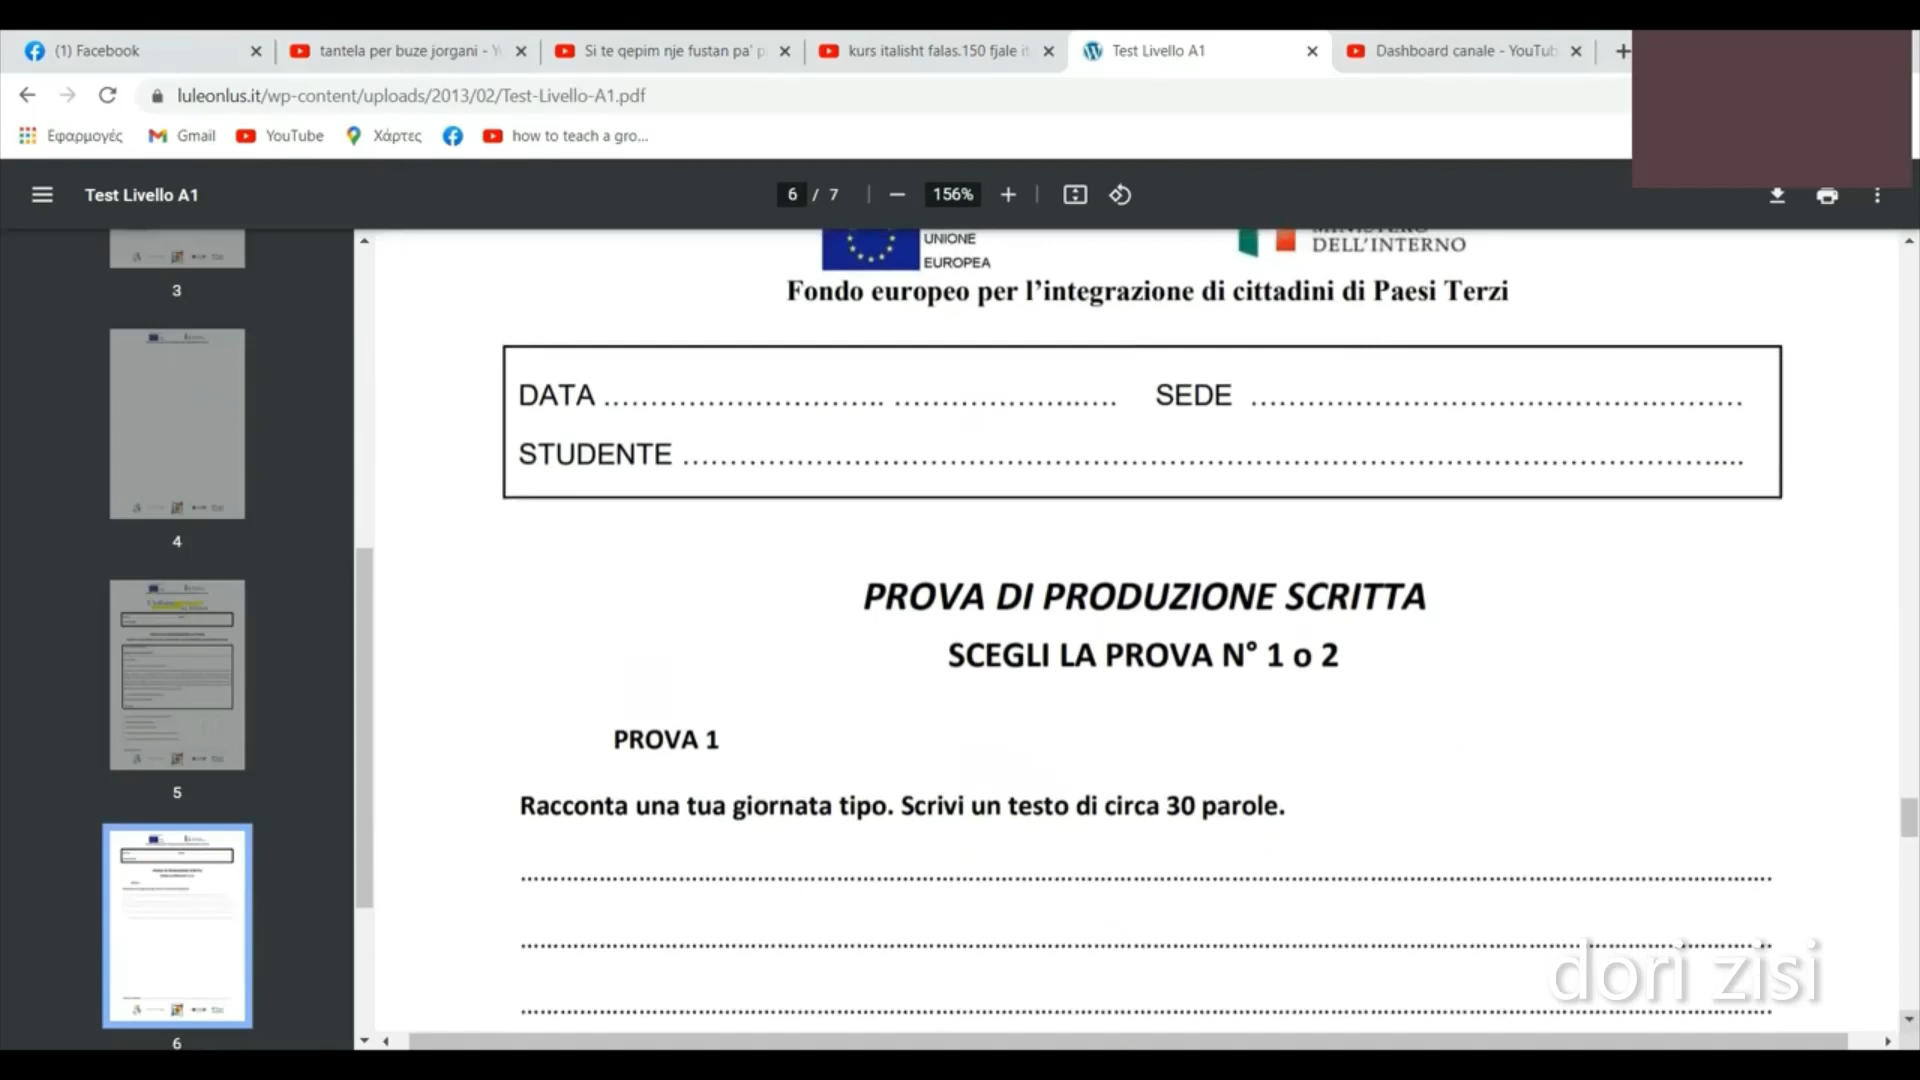 (1) Facebook
tantela per buze jorgani - Y
Si te qepim nje fustan pa' p
kurs italisht falas.150 fjale it
Test Livello A1
Dashboard canale - YouTub
luleonlus.it/wp-content/uploads/2013/02/Test-Livello-A1.pdf
Εφαρμογές
Gmail
YouTube
Χάρτες
how to teach a gro...
Test Livello A1
6 / 7
156%
UNIONE
EUROPEA
DELL'INTERNO
Fondo europeo per l'integrazione di cittadini di Paesi Terzi
DATA ............................. ........................ SEDE ....................................................
STUDENTE ................................................................................................................
PROVA DI PRODUZIONE SCRITTA
SCEGLI LA PROVA N° 1 o 2
PROVA 1
Racconta una tua giornata tipo. Scrivi un testo di circa 30 parole.
3
4
5
6
dori zisi